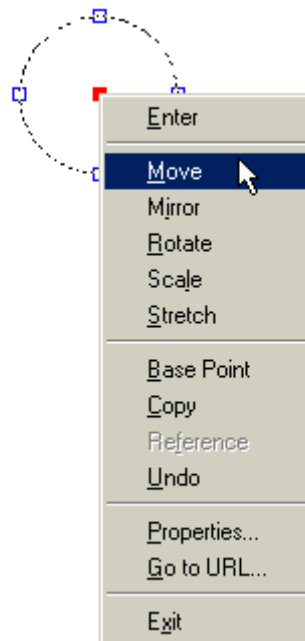 Enter
Move
Mirror
Rotate
Scale
Stretch
Base Point
Copy
Reference
Undo
Properties...
Go to URL...
Exit